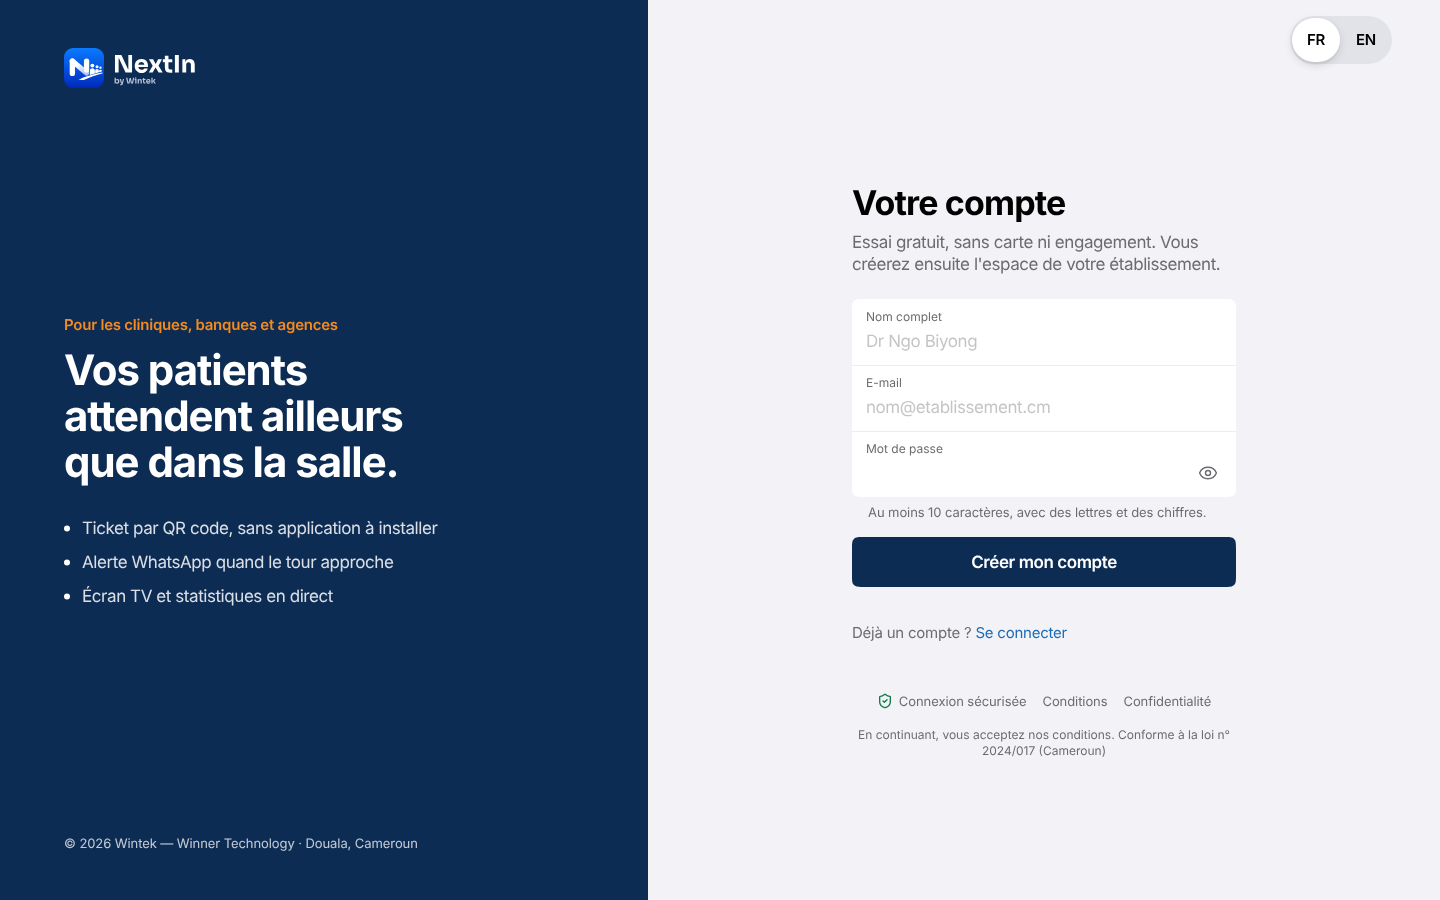 NextIn
by Wintek
FR
EN
Pour les cliniques, banques et agences
Vos patients
attendent ailleurs
que dans la salle.
• Ticket par QR code, sans application à installer
• Alerte WhatsApp quand le tour approche
• Écran TV et statistiques en direct
© 2026 Wintek — Winner Technology · Douala, Cameroun
Votre compte
Essai gratuit, sans carte ni engagement. Vous
créerez ensuite l'espace de votre établissement.
Nom complet
Dr Ngo Biyong
E-mail
nom@etablissement.cm
Mot de passe
Au moins 10 caractères, avec des lettres et des chiffres.
Créer mon compte
Déjà un compte ? Se connecter
Connexion sécurisée Conditions Confidentialité
En continuant, vous acceptez nos conditions. Conforme à la loi n°
2024/017 (Cameroun)